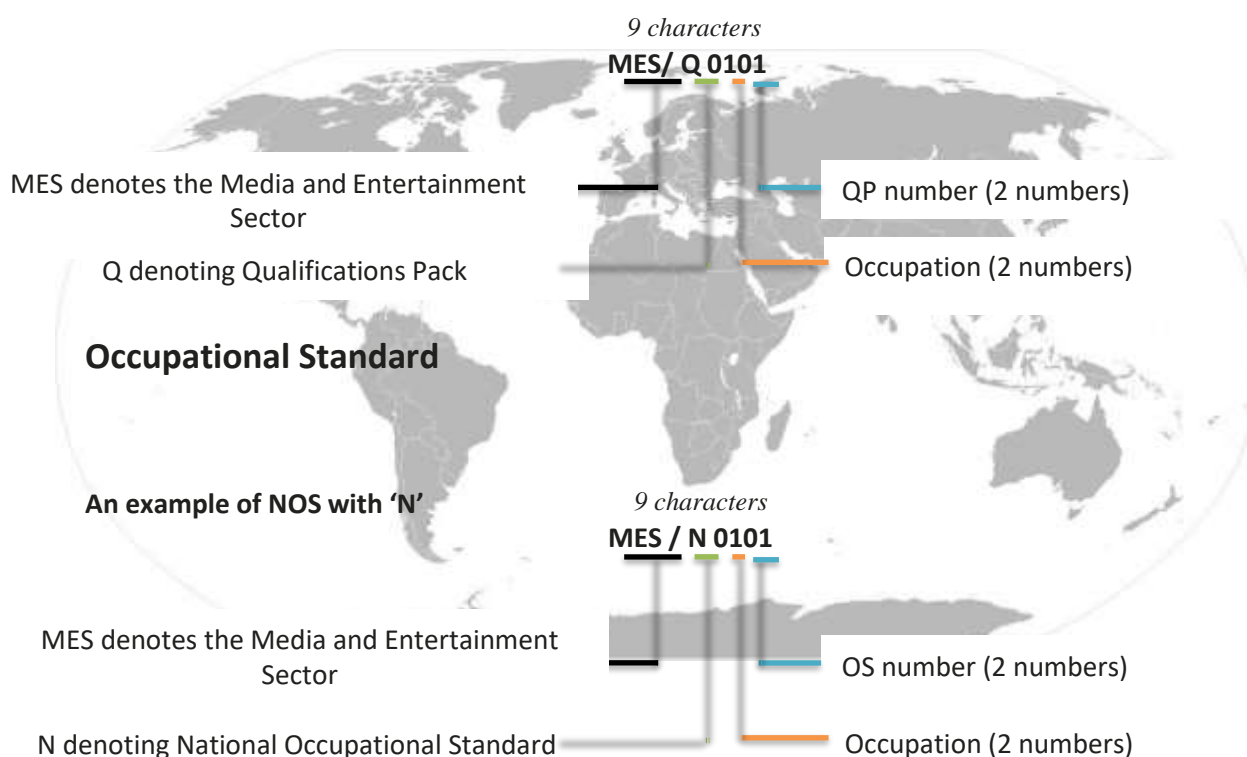 9 characters
MES/ Q 0101
MES denotes the Media and Entertainment
Sector
QP number (2 numbers)
Q denoting Qualifications Pack
Occupation (2 numbers)
Occupational Standard
An example of NOS with ‘N’
9 characters
MES / N 0101
MES denotes the Media and Entertainment
Sector
OS number (2 numbers)
N denoting National Occupational Standard
Occupation (2 numbers)